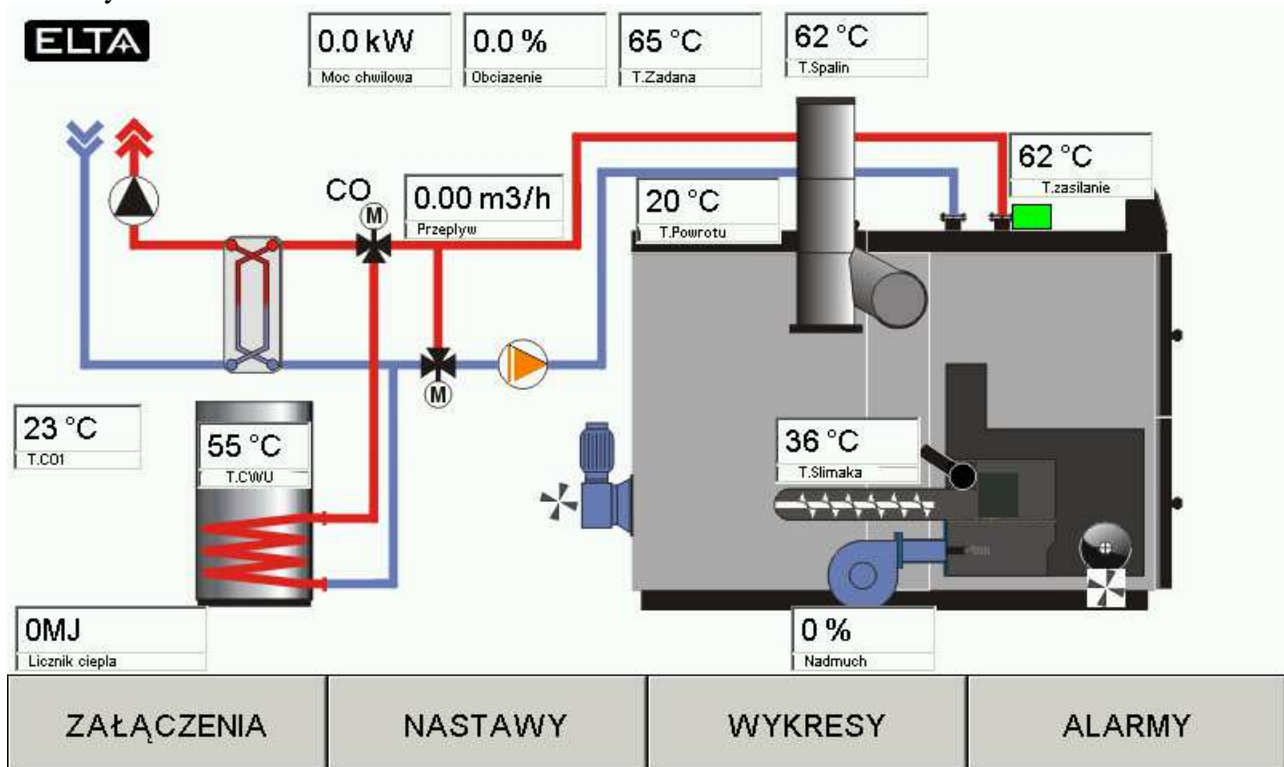 ELTA
0.0 kW
Moc chwilowa
0.0 %
Obciazenie
65 °C
T.Zadana
62 °C
T.Spalin
62 °C
T.zasilanie
CO
M
0.00 m3/h
Przeplyw
20 °C
T.Powrotu
M
23 °C
T.CO1
55 °C
T.CWU
36 °C
T.Slimaka
0MJ
Licznik ciepla
0 %
Nadmuch
ZAŁĄCZENIA
NASTAWY
WYKRESY
ALARMY